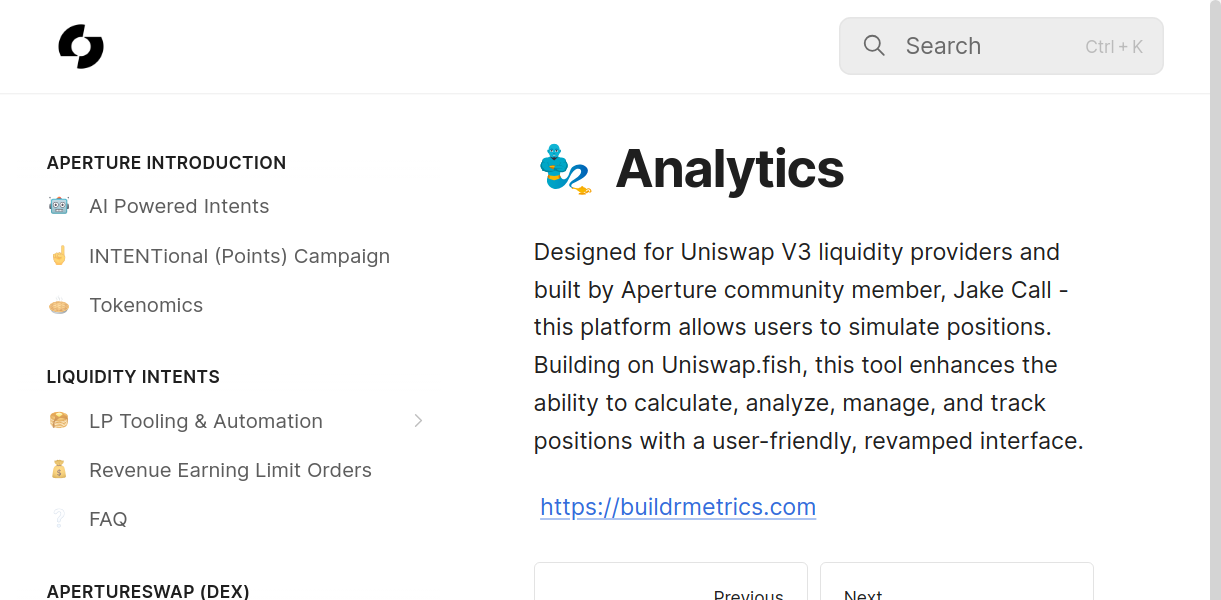 Search
Ctrl + K
APERTURE INTRODUCTION
AI Powered Intents
INTENTional (Points) Campaign
Tokenomics
LIQUIDITY INTENTS
LP Tooling & Automation
Revenue Earning Limit Orders
FAQ
APERTURESWAP (DEX)
Analytics
Designed for Uniswap V3 liquidity providers and
built by Aperture community member, Jake Call -
this platform allows users to simulate positions.
Building on Uniswap.fish, this tool enhances the
ability to calculate, analyze, manage, and track
positions with a user-friendly, revamped interface.
https://buildrmetrics.com
Previous
Next